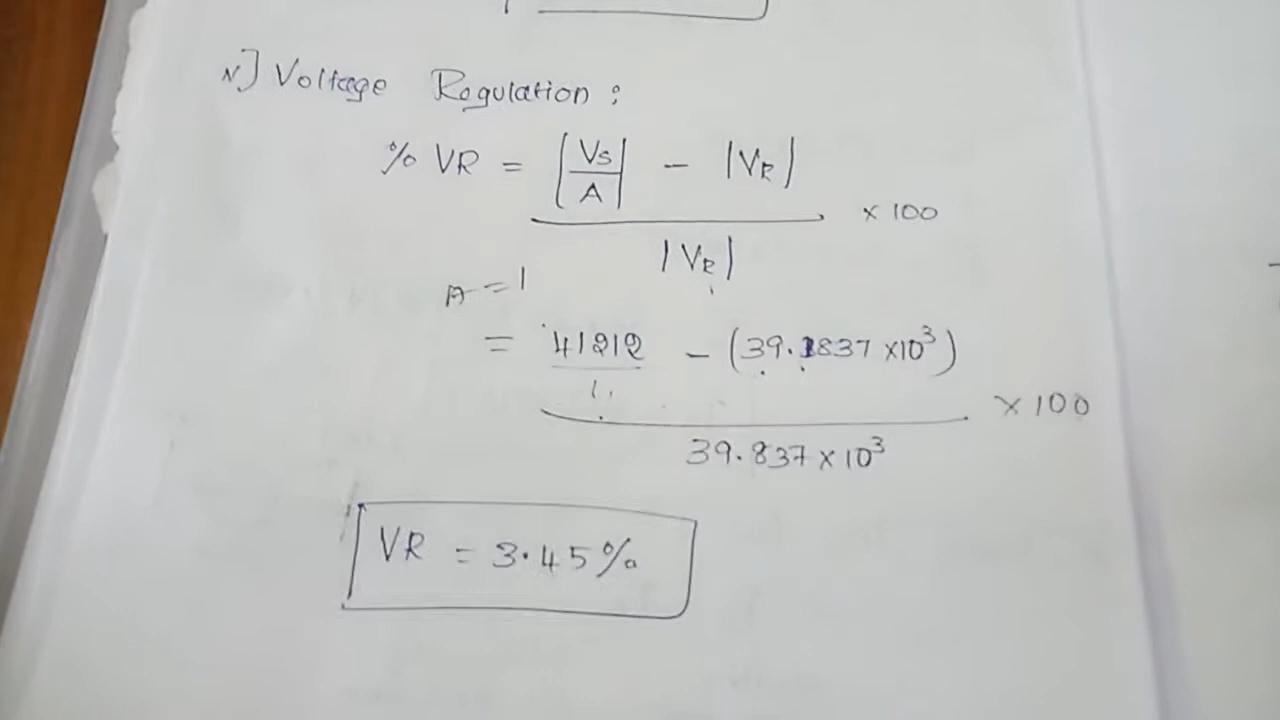 v] Voltage Regulation :
% VR = |Vs/A| - |VR| / |VR| × 100
A = 1
= 41212/1 - (39.1837 ×10³) / 39.837 × 10³ × 100
VR = 3.45%